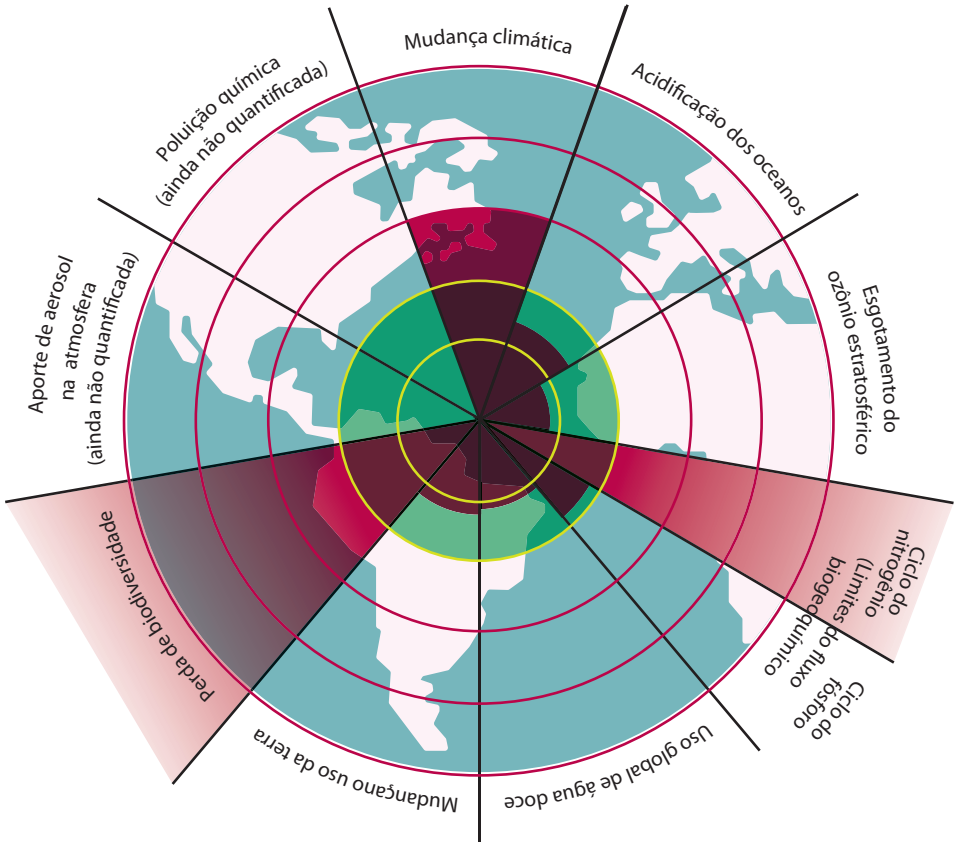 Mudança climática
Acidificação dos oceanos
Esgotamento do
ozônio estratosférico
Ciclo do
nitrogênio
(Limites do fluxo
biogeoquímico
Ciclo do
fósforo
Uso global de água doce
Mudançano uso da terra
Perda de biodiversidade
Aporte de aerosol
na atmosfera
(ainda não quantificada)
Poluição química
(ainda não quantificada)